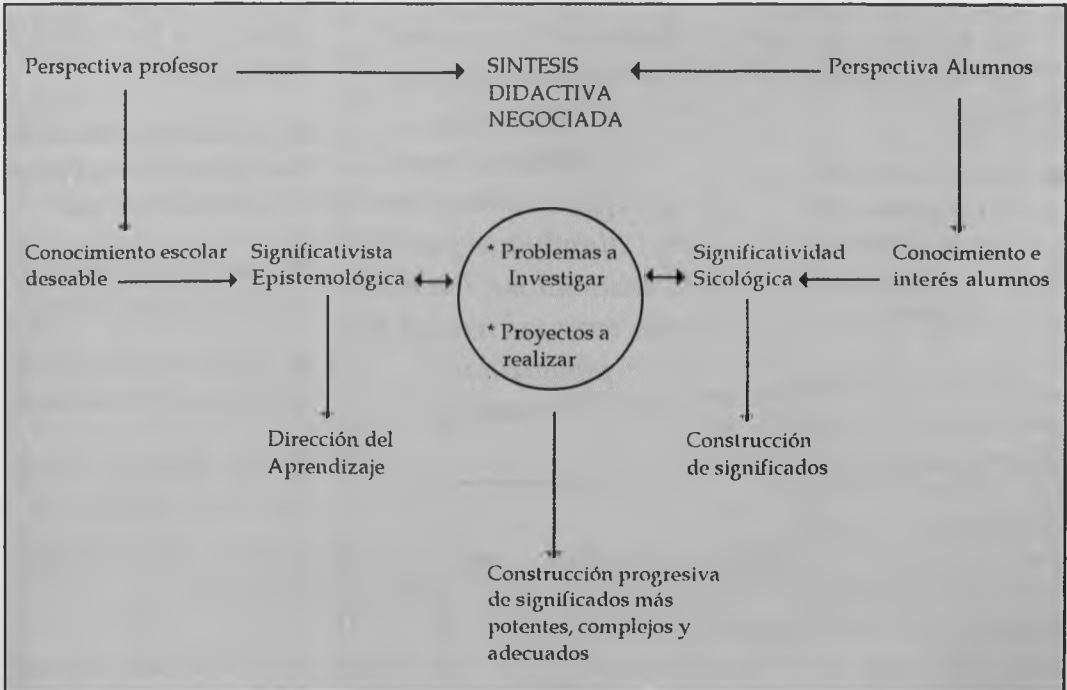 Perspectiva profesor
SINTESIS
DIDACTIVA
NEGOCIADA
Perspectiva Alumnos
Conocimiento escolar
deseable
Significativista
Epistemológica
* Problemas a
Investigar
* Proyectos a
realizar
Significatividad
Sicológica
Conocimiento e
interés alumnos
Dirección del
Aprendizaje
Construcción
de significados
Construcción progresiva
de significados más
potentes, complejos y
adecuados